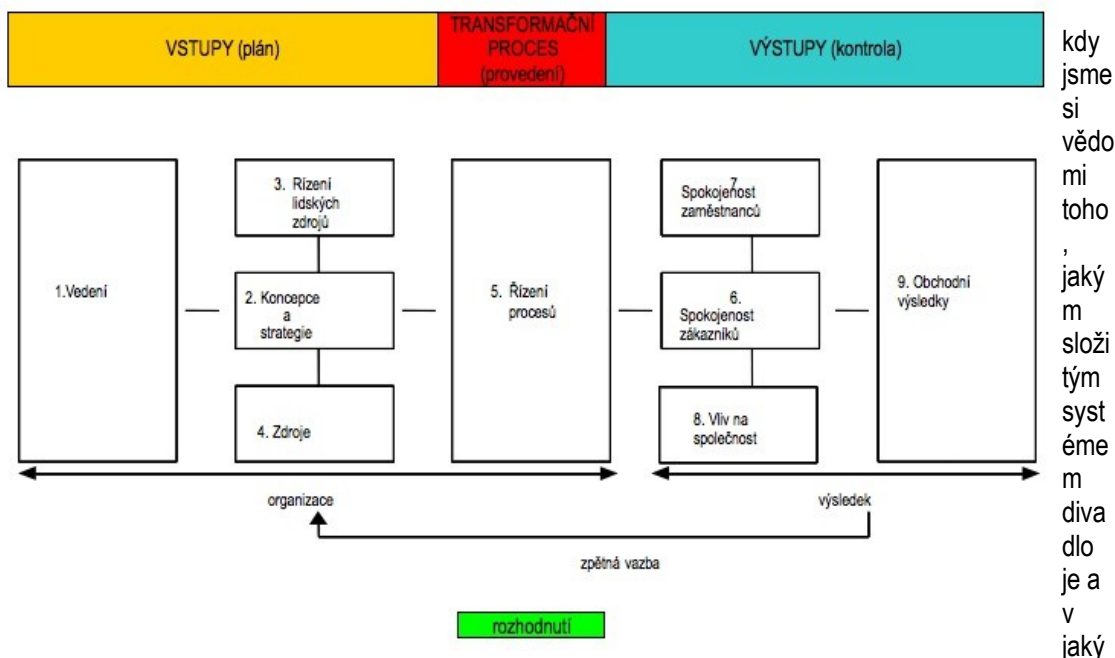 VSTUPY (plán)
TRANSFORMAČNÍ
PROCES
(provedení)
VÝSTUPY (kontrola)
1.Vedení
3. Rízení
lidských
zdrojů
2. Koncepce
a
strategie
4. Zdroje
5. Řízení
procesů
7
Spokojenost
zaměstnanců
6.
Spokojenost
zákazníků
8. Vliv na
společnost
9. Obchodní
výsledky
organizace
výsledek
zpětná vazba
rozhodnutí
kdy
jsme
si
vědo
mi
toho
,
jaký
m
složi
tým
syst
éme
m
diva
dlo
je a
v
jaký